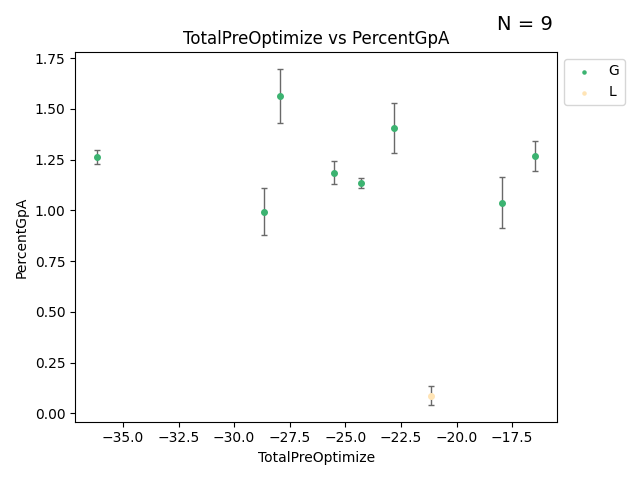 N = 9
TotalPreOptimize vs PercentGpA
G
L
1.75
1.50
1.25
1.00
0.75
0.50
0.25
0.00
PercentGpA
−35.0 −32.5 −30.0 −27.5 −25.0 −22.5 −20.0 −17.5
TotalPreOptimize